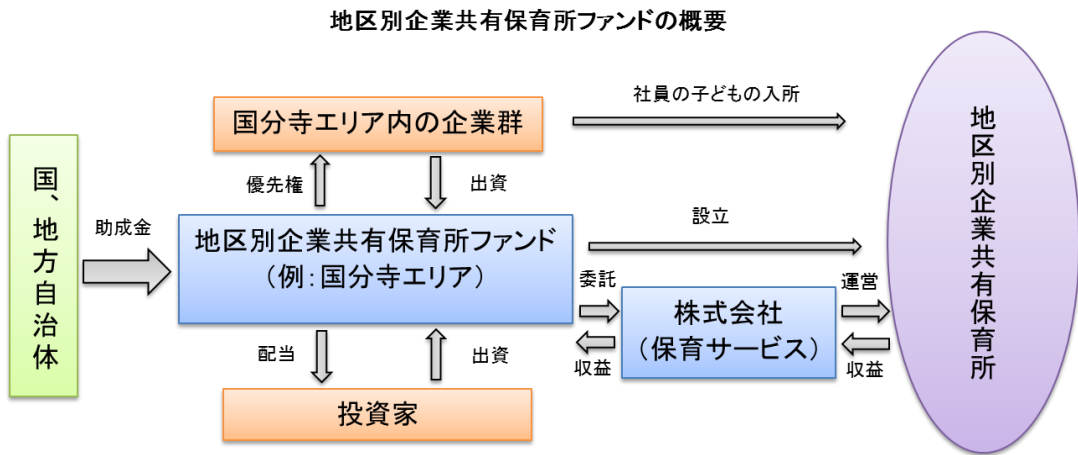 地区別企業共有保育所ファンドの概要
社員の子どもの入所
国分寺エリア内の企業群
優先権
出資
国、地方自治体
助成金
地区別企業共有保育所ファンド
（例：国分寺エリア）
設立
委託
運営
株式会社
（保育サービス）
収益
収益
配当
出資
投資家
地区別企業共有保育所